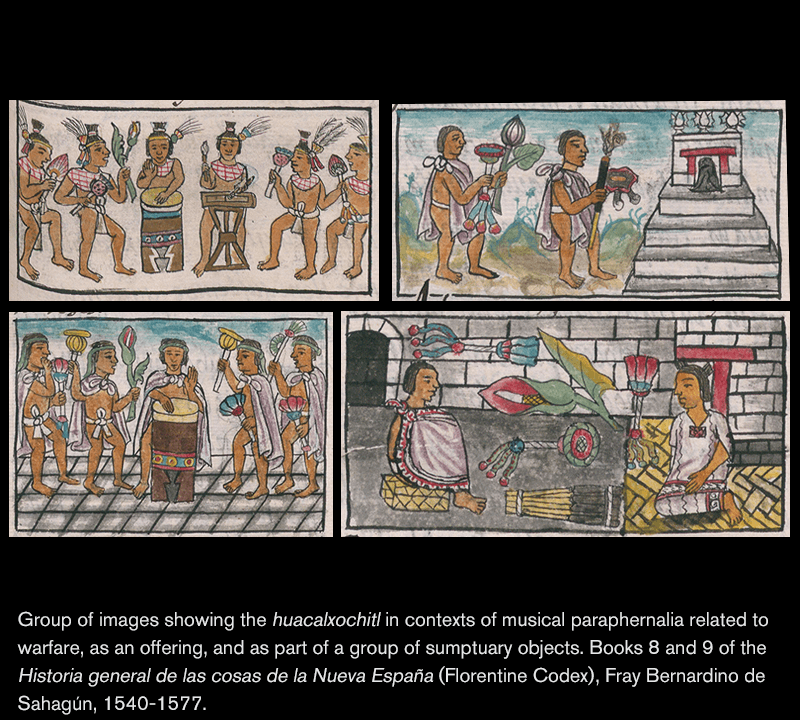 Group of images showing the huacalxochitl in contexts of musical paraphernalia related to
warfare, as an offering, and as part of a group of sumptuary objects. Books 8 and 9 of the
Historia general de las cosas de la Nueva España (Florentine Codex), Fray Bernardino de
Sahagún, 1540-1577.